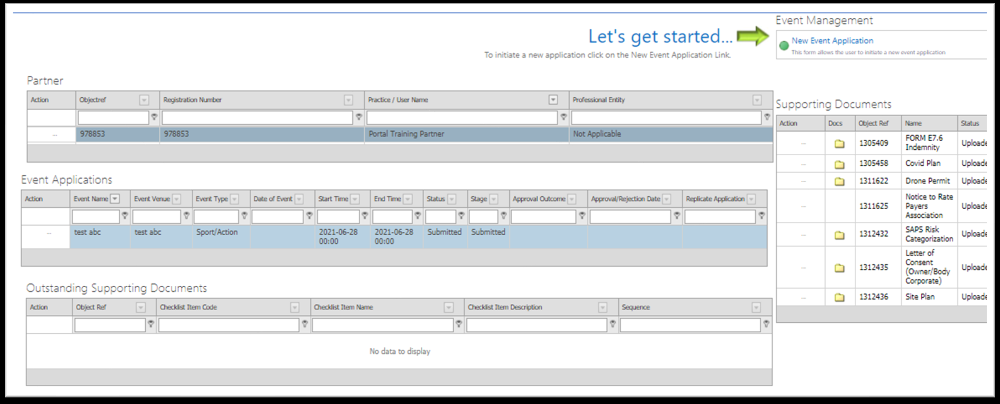 Event Management
Let's get started...
New Event Application
This form allows the user to initiate a new event application
To initiate a new application click on the New Event Application Link.
Partner
Action Objectref Registration Number Practice / User Name Professional Entity
... 978853 978853 Portal Training Partner Not Applicable
Event Applications
Action Event Name Event Venue Event Type Date of Event Start Time End Time Status Stage Approval Outcome Approval/Rejection Date Replicate Application
... test abc test abc Sport/Action 2021-06-28 2021-06-28 Submitted Submitted
00:00 00:00
Outstanding Supporting Documents
Action Object Ref Checklist Item Code Checklist Item Name Checklist Item Description Sequence
No data to display
Supporting Documents
Action Docs Object Ref Name Status
... 1305409 FORM E7.6 Uploade
Indemnity
... 1305458 Covid Plan Uploade
... 1311622 Drone Permit Uploade
Notice to Rate
... 1311625 Payers Uploade
Association
... 1312432 SAPS Risk Uploade
Categorization
Letter of
Consent
... 1312435 (Owner/Body Uploade
Corporate)
... 1312436 Site Plan Uploade